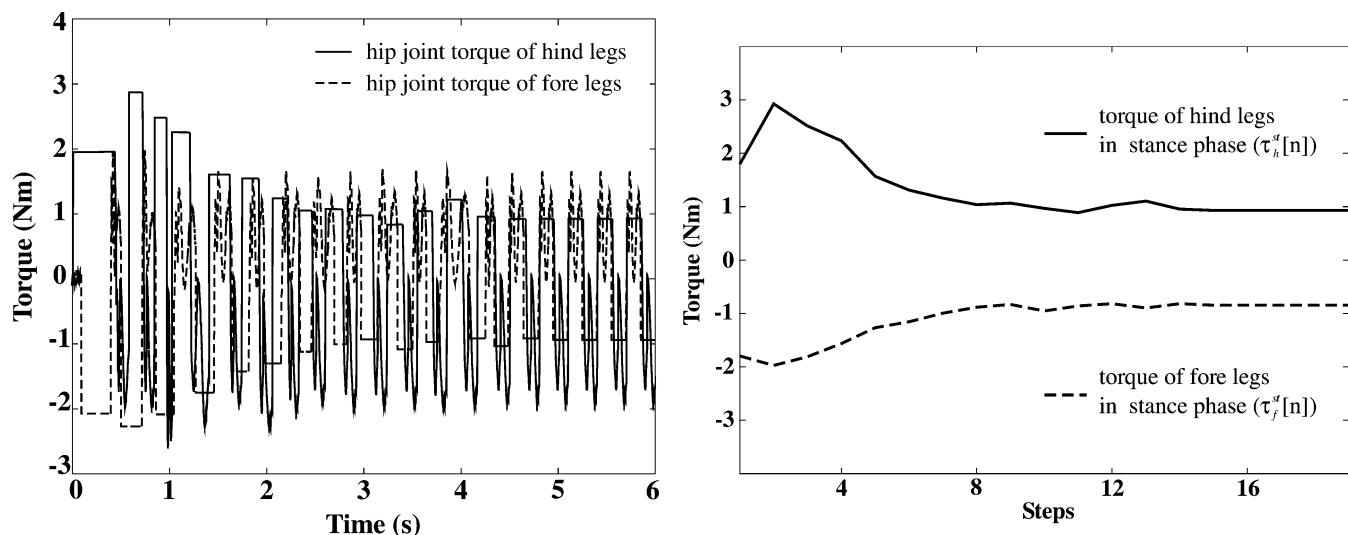 4
3
2
1
0
-1
-2
-3
Torque (Nm)
hip joint torque of hind legs
hip joint torque of fore legs
0 1 2 3 4 5 6
Time (s)
3
2
1
0
-1
-2
-3
Torque (Nm)
torque of hind legs
in stance phase (τ_h^st[n])
torque of fore legs
in stance phase (τ_f^st[n])
4 8 12 16
Steps